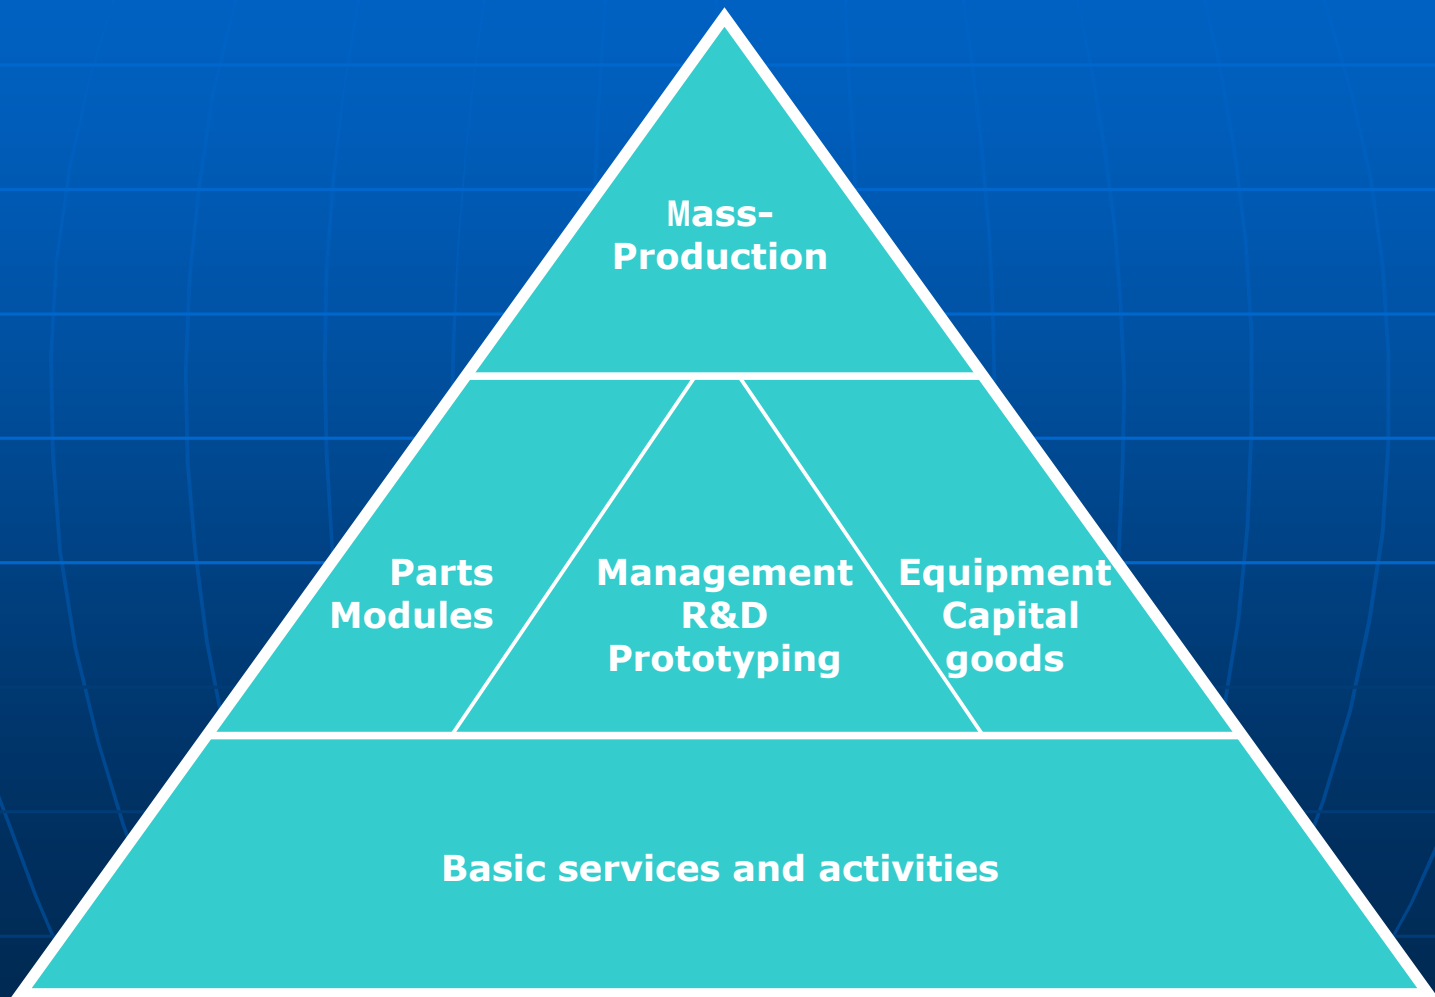 Mass–
Production
Parts
Modules
Management
R&D
Prototyping
Equipment
Capital
goods
Basic services and activities